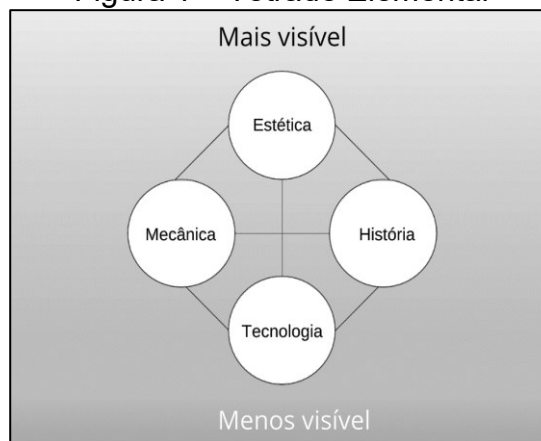 Mais visível
Estética
Mecânica
História
Tecnologia
Menos visível